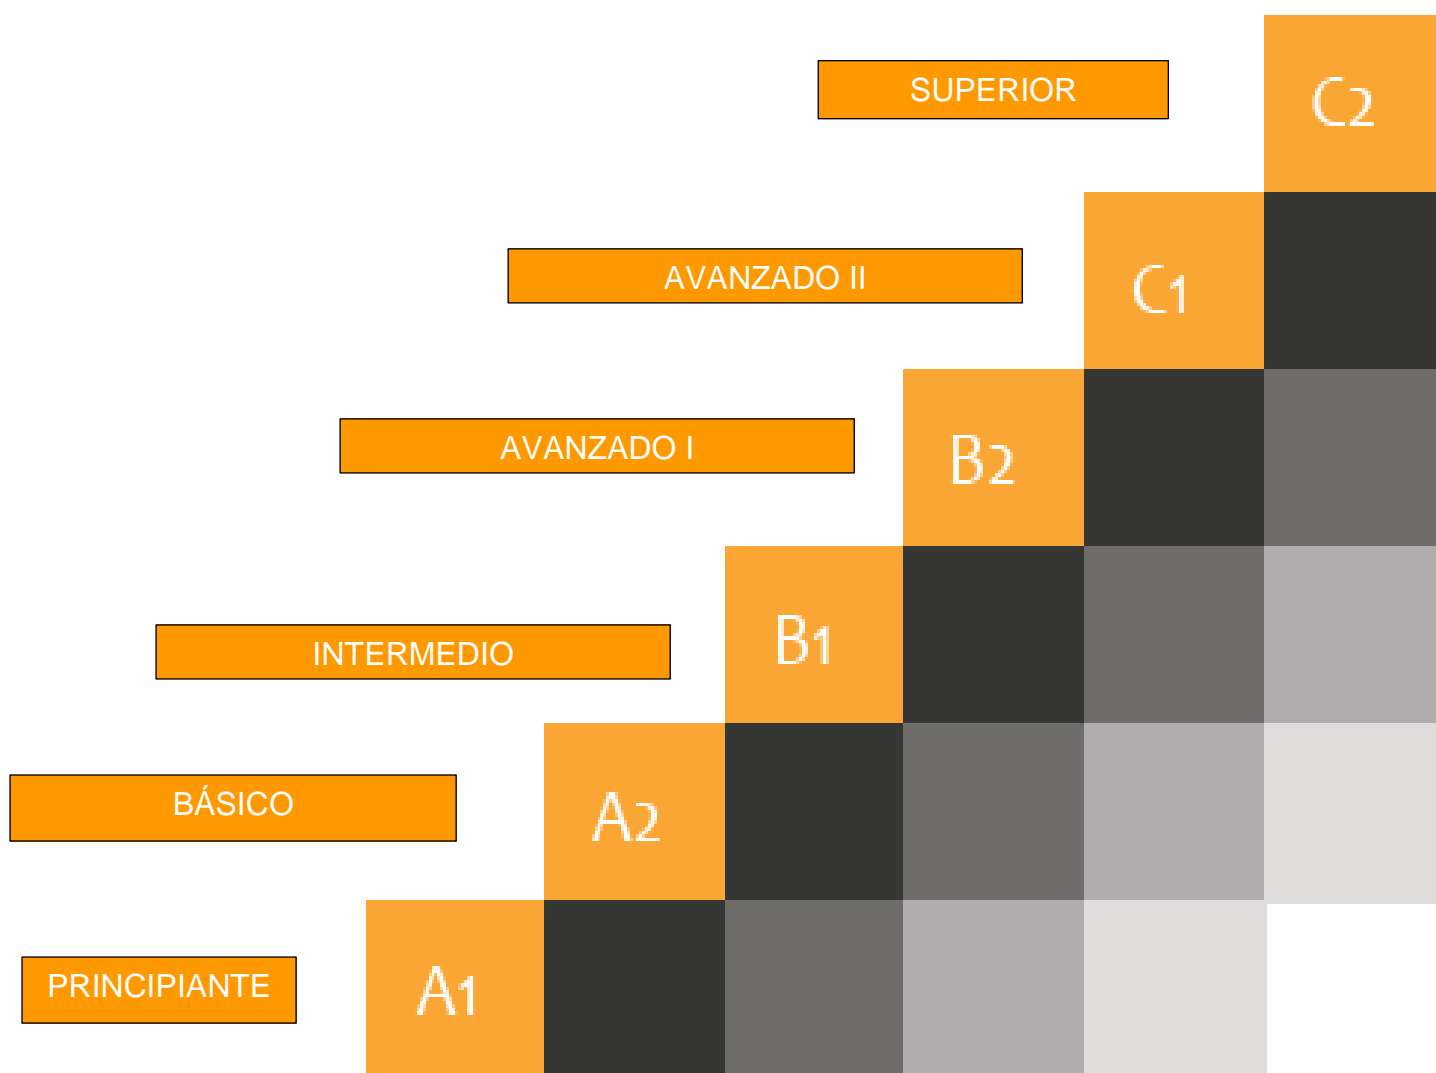 SUPERIOR
C2
AVANZADO II
C1
AVANZADO I
B2
INTERMEDIO
B1
BÁSICO
A2
PRINCIPIANTE
A1